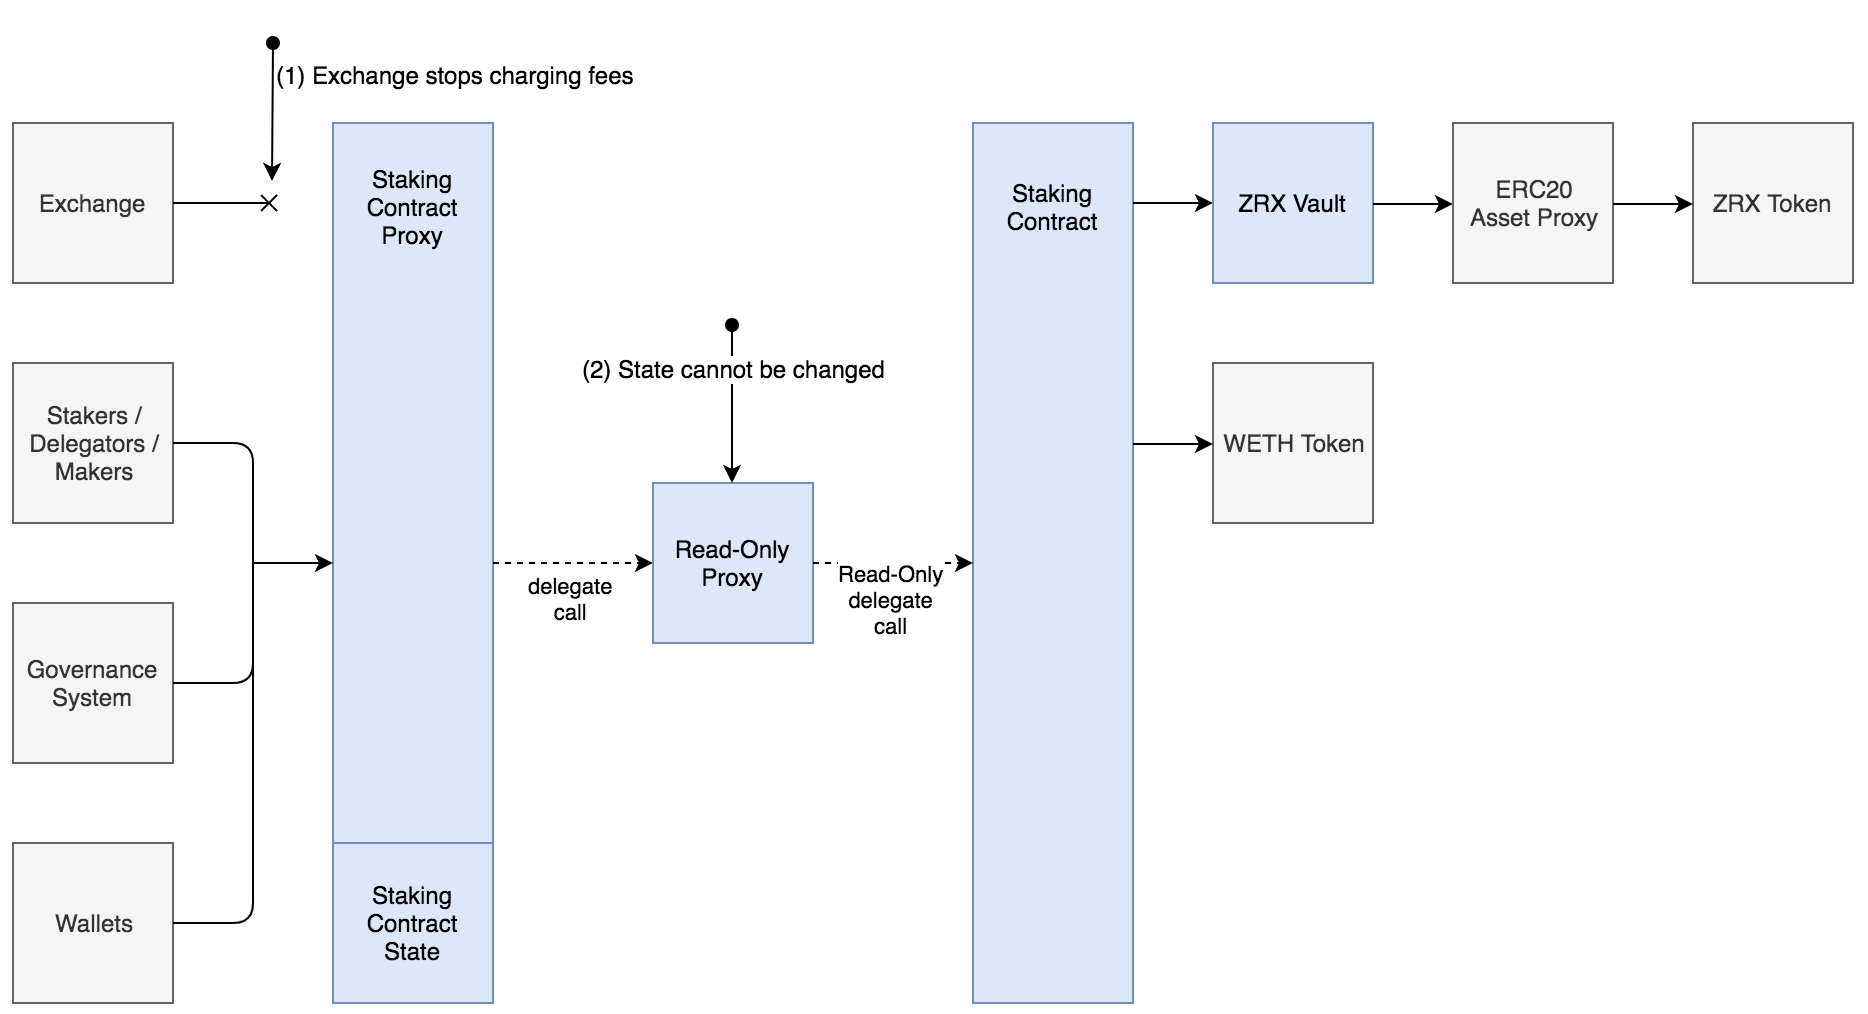 (1) Exchange stops charging fees
Exchange
Staking
Contract
Proxy
Staking
Contract
ZRX Vault
ERC20
Asset Proxy
ZRX Token
(2) State cannot be changed
Stakers /
Delegators /
Makers
WETH Token
Read-Only
Proxy
delegate
call
Read-Only
delegate
call
Governance
System
Wallets
Staking
Contract
State